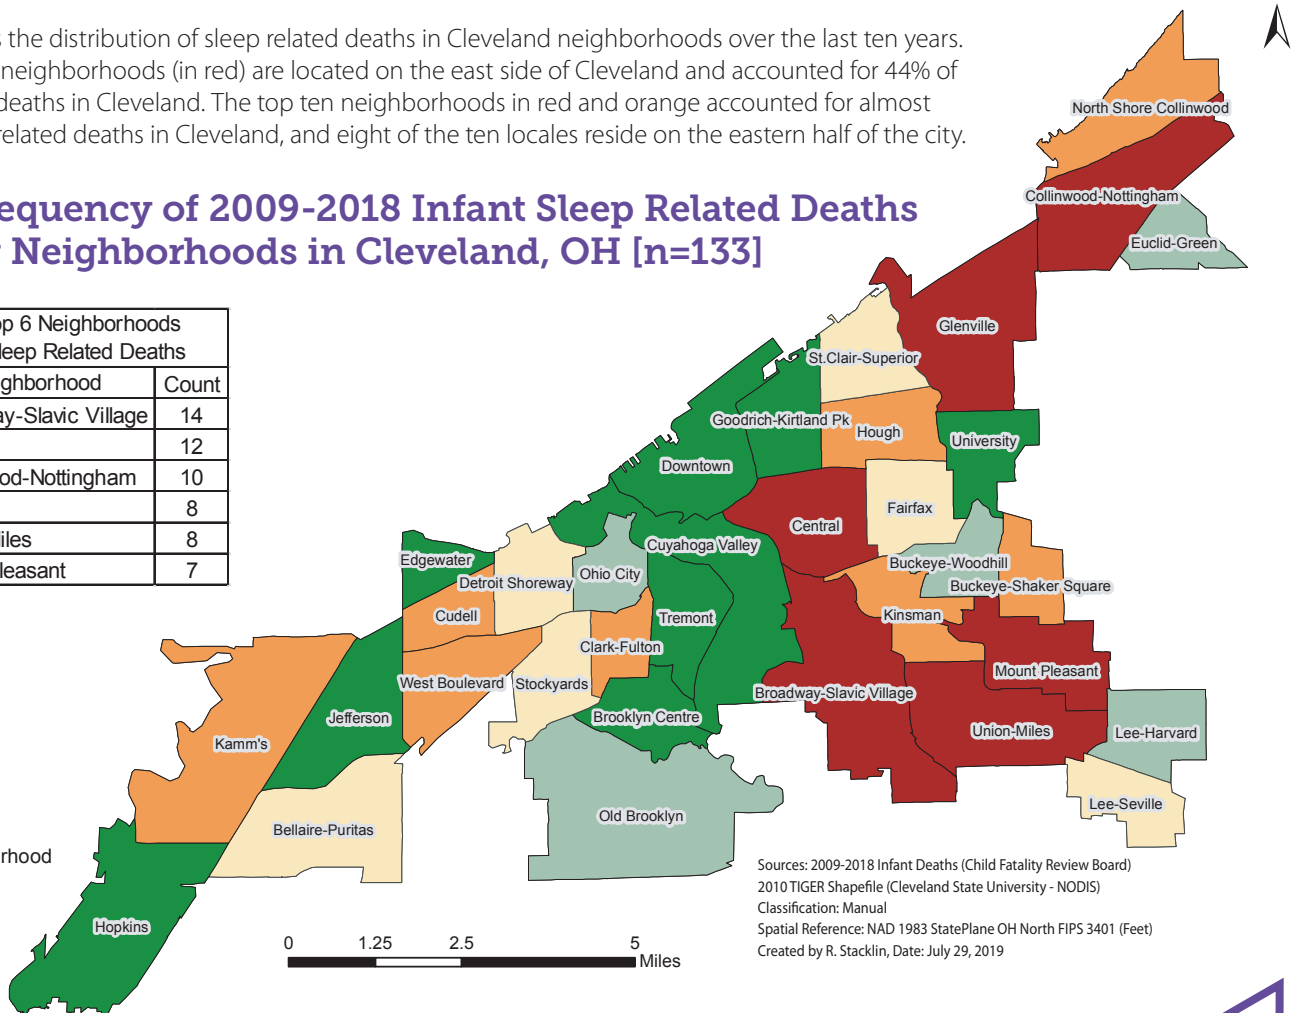 s the distribution of sleep related deaths in Cleveland neighborhoods over the last ten years.
neighborhoods (in red) are located on the east side of Cleveland and accounted for 44% of
deaths in Cleveland. The top ten neighborhoods in red and orange accounted for almost
related deaths in Cleveland, and eight of the ten locales reside on the eastern half of the city.
equency of 2009-2018 Infant Sleep Related Deaths
Neighborhoods in Cleveland, OH [n=133]
op 6 Neighborhoods
leep Related Deaths
ighborhood Count
ay-Slavic Village 14
12
od-Nottingham 10
8
iles 8
leasant 7
North Shore Collinwood
Collinwood-Nottingham
Euclid-Green
Glenville
St.Clair-Superior
Goodrich-Kirtland Pk
Hough
University
Downtown
Fairfax
Central
Cuyahoga Valley
Edgewater
Detroit Shoreway
Ohio City
Buckeye-Woodhill
Buckeye-Shaker Square
Cudell
Tremont
Kinsman
Clark-Fulton
Mount Pleasant
West Boulevard
Stockyards
Broadway-Slavic Village
Jefferson
Brooklyn Centre
Union-Miles
Lee-Harvard
Kamm's
Lee-Seville
Old Brooklyn
Bellaire-Puritas
rhood
Hopkins
0 1.25 2.5 5
Miles
Sources: 2009-2018 Infant Deaths (Child Fatality Review Board)
2010 TIGER Shapefile (Cleveland State University - NODIS)
Classification: Manual
Spatial Reference: NAD 1983 StatePlane OH North FIPS 3401 (Feet)
Created by R. Stacklin, Date: July 29, 2019